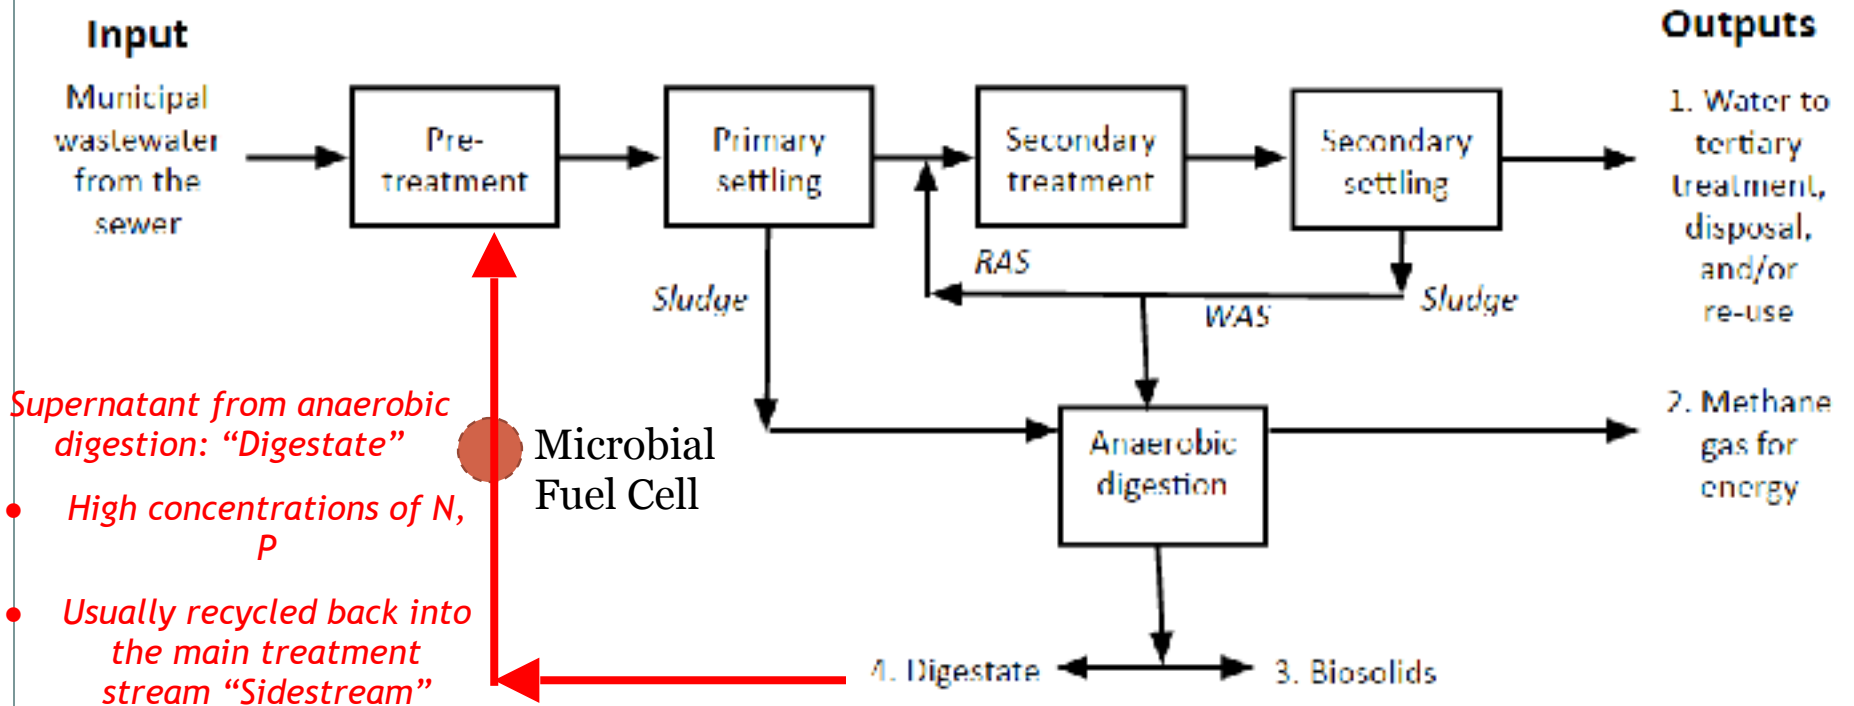 Input
Municipal
wastewater
from the
sewer
Pre-
treatment
Primary
settling
Secondary
treatment
Secondary
settling
Outputs
1. Water to
tertiary
treatment,
disposal,
and/or
re-use
RAS
Sludge
WAS
Sludge
Supernatant from anaerobic
digestion: “Digestate”
• High concentrations of N,
P
• Usually recycled back into
the main treatment
stream “Sidestream”
Microbial
Fuel Cell
Anaerobic
digestion
2. Methane
gas for
energy
4. Digestate
3. Biosolids